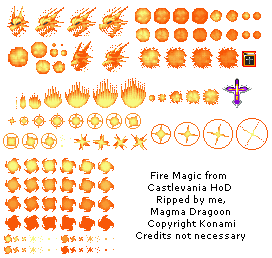 Fire Magic from
Castlevania HoD
Ripped by me,
Magma Dragoon
Copyright Konami
Credits not necessary